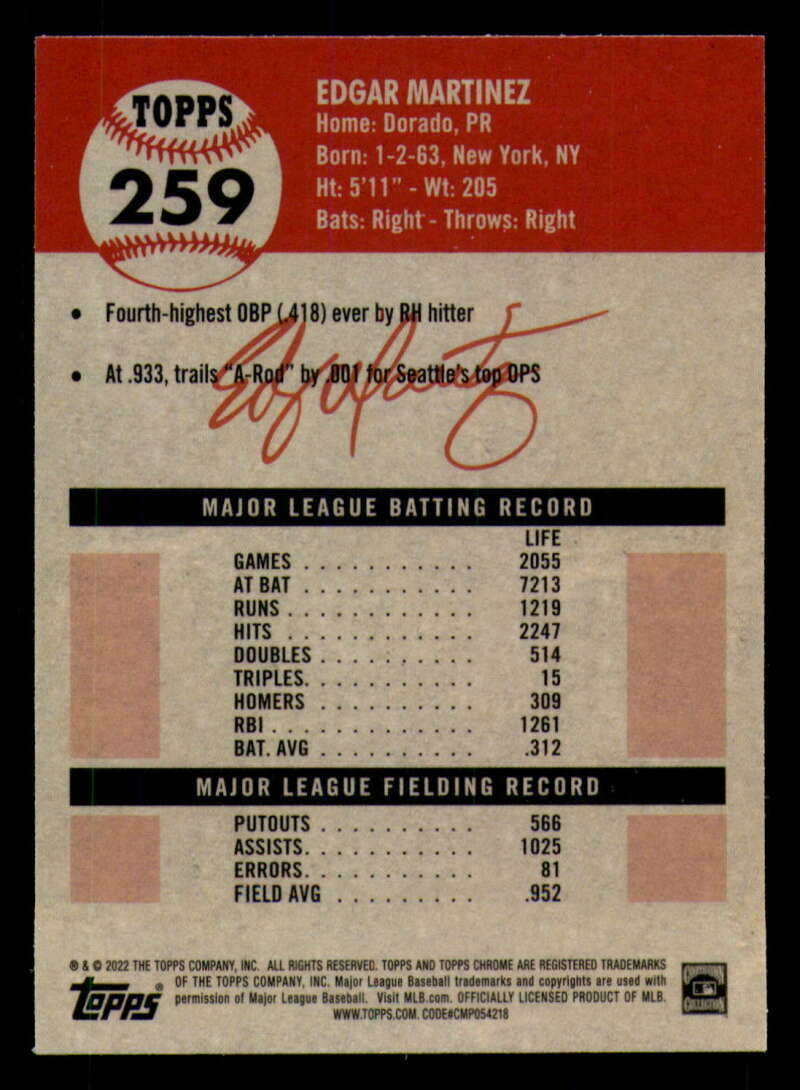 TOPPS
259
EDGAR MARTINEZ
Home: Dorado, PR
Born: 1-2-63, New York, NY
Ht: 5'11" - Wt: 205
Bats: Right - Throws: Right
• Fourth-highest OBP (.418) ever by RH hitter
• At .933, trails "A-Rod" by .001 for Seattle's top OPS
MAJOR LEAGUE BATTING RECORD
LIFE
GAMES . . . . . . . . . . . 2055
AT BAT . . . . . . . . . . . 7213
RUNS . . . . . . . . . . . . 1219
HITS . . . . . . . . . . . . 2247
DOUBLES . . . . . . . . . . 514
TRIPLES. . . . . . . . . . . 15
HOMERS . . . . . . . . . . 309
RBI . . . . . . . . . . . . . 1261
BAT. AVG . . . . . . . . . . .312
MAJOR LEAGUE FIELDING RECORD
PUTOUTS . . . . . . . . . . 566
ASSISTS. . . . . . . . . . . 1025
ERRORS. . . . . . . . . . . 81
FIELD AVG . . . . . . . . . .952
® & © 2022 THE TOPPS COMPANY, INC. ALL RIGHTS RESERVED. TOPPS AND TOPPS CHROME ARE REGISTERED TRADEMARKS
OF THE TOPPS COMPANY, INC. Major League Baseball trademarks and copyrights are used with
permission of Major League Baseball. Visit MLB.com. OFFICIALLY LICENSED PRODUCT OF MLB.
WWW.TOPPS.COM. CODE#CMP054218
Topps®
COOPERSTOWN
COLLECTION